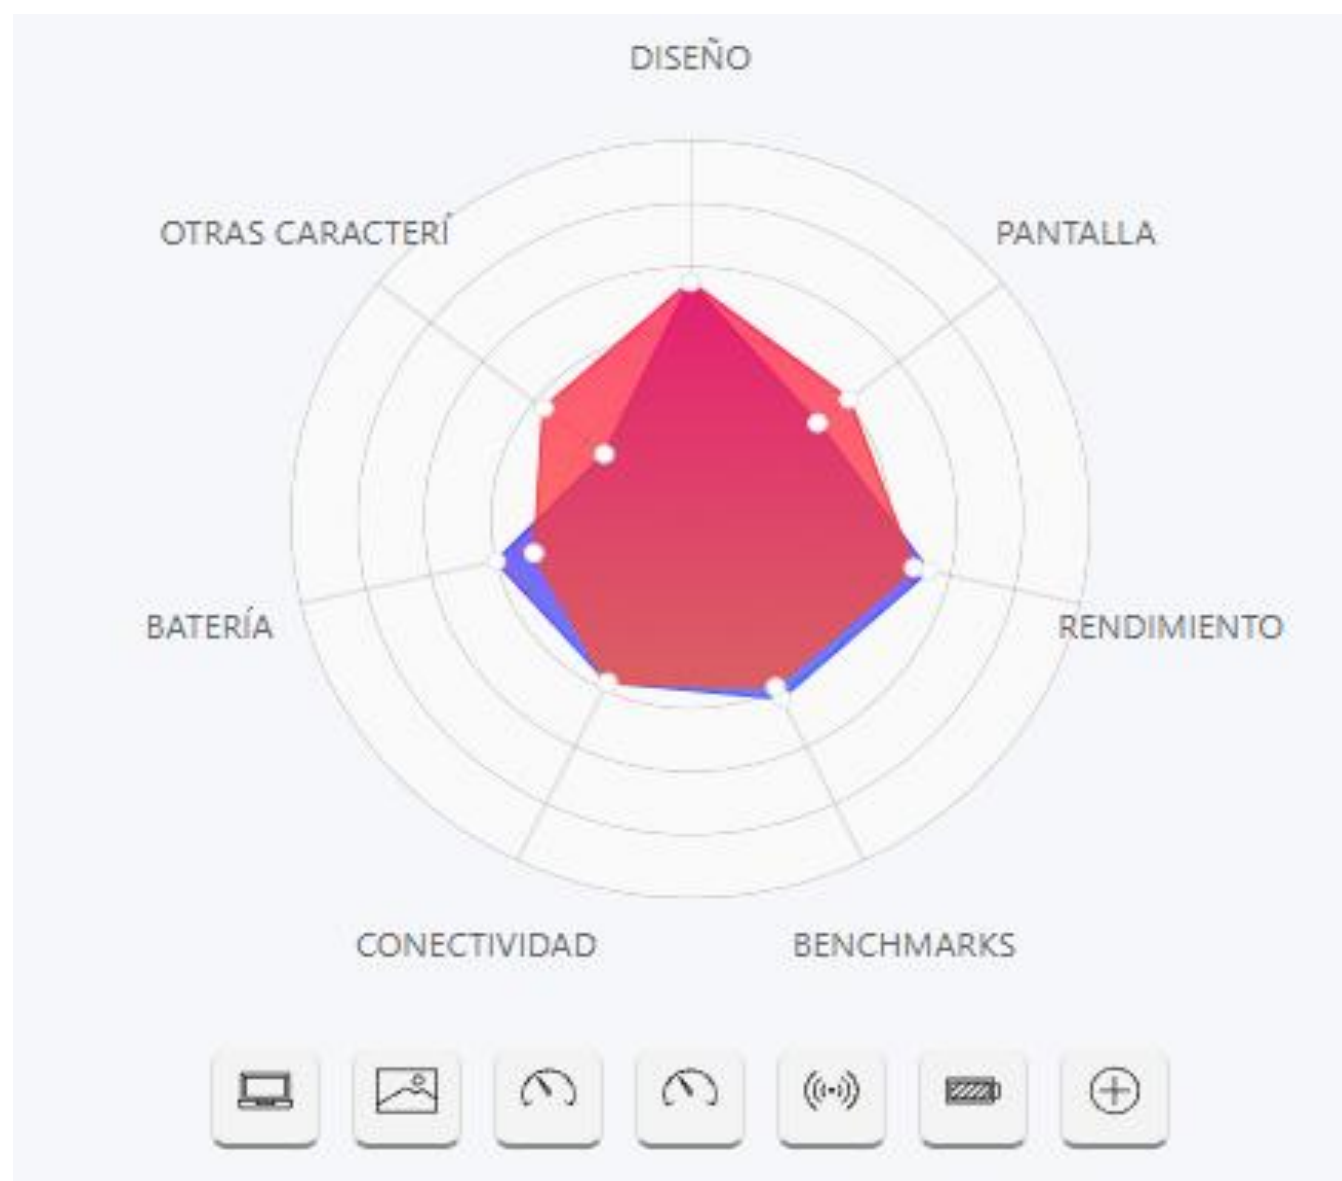 DISEÑO
OTRAS CARACTERÍ
PANTALLA
BATERÍA
RENDIMIENTO
CONECTIVIDAD
BENCHMARKS